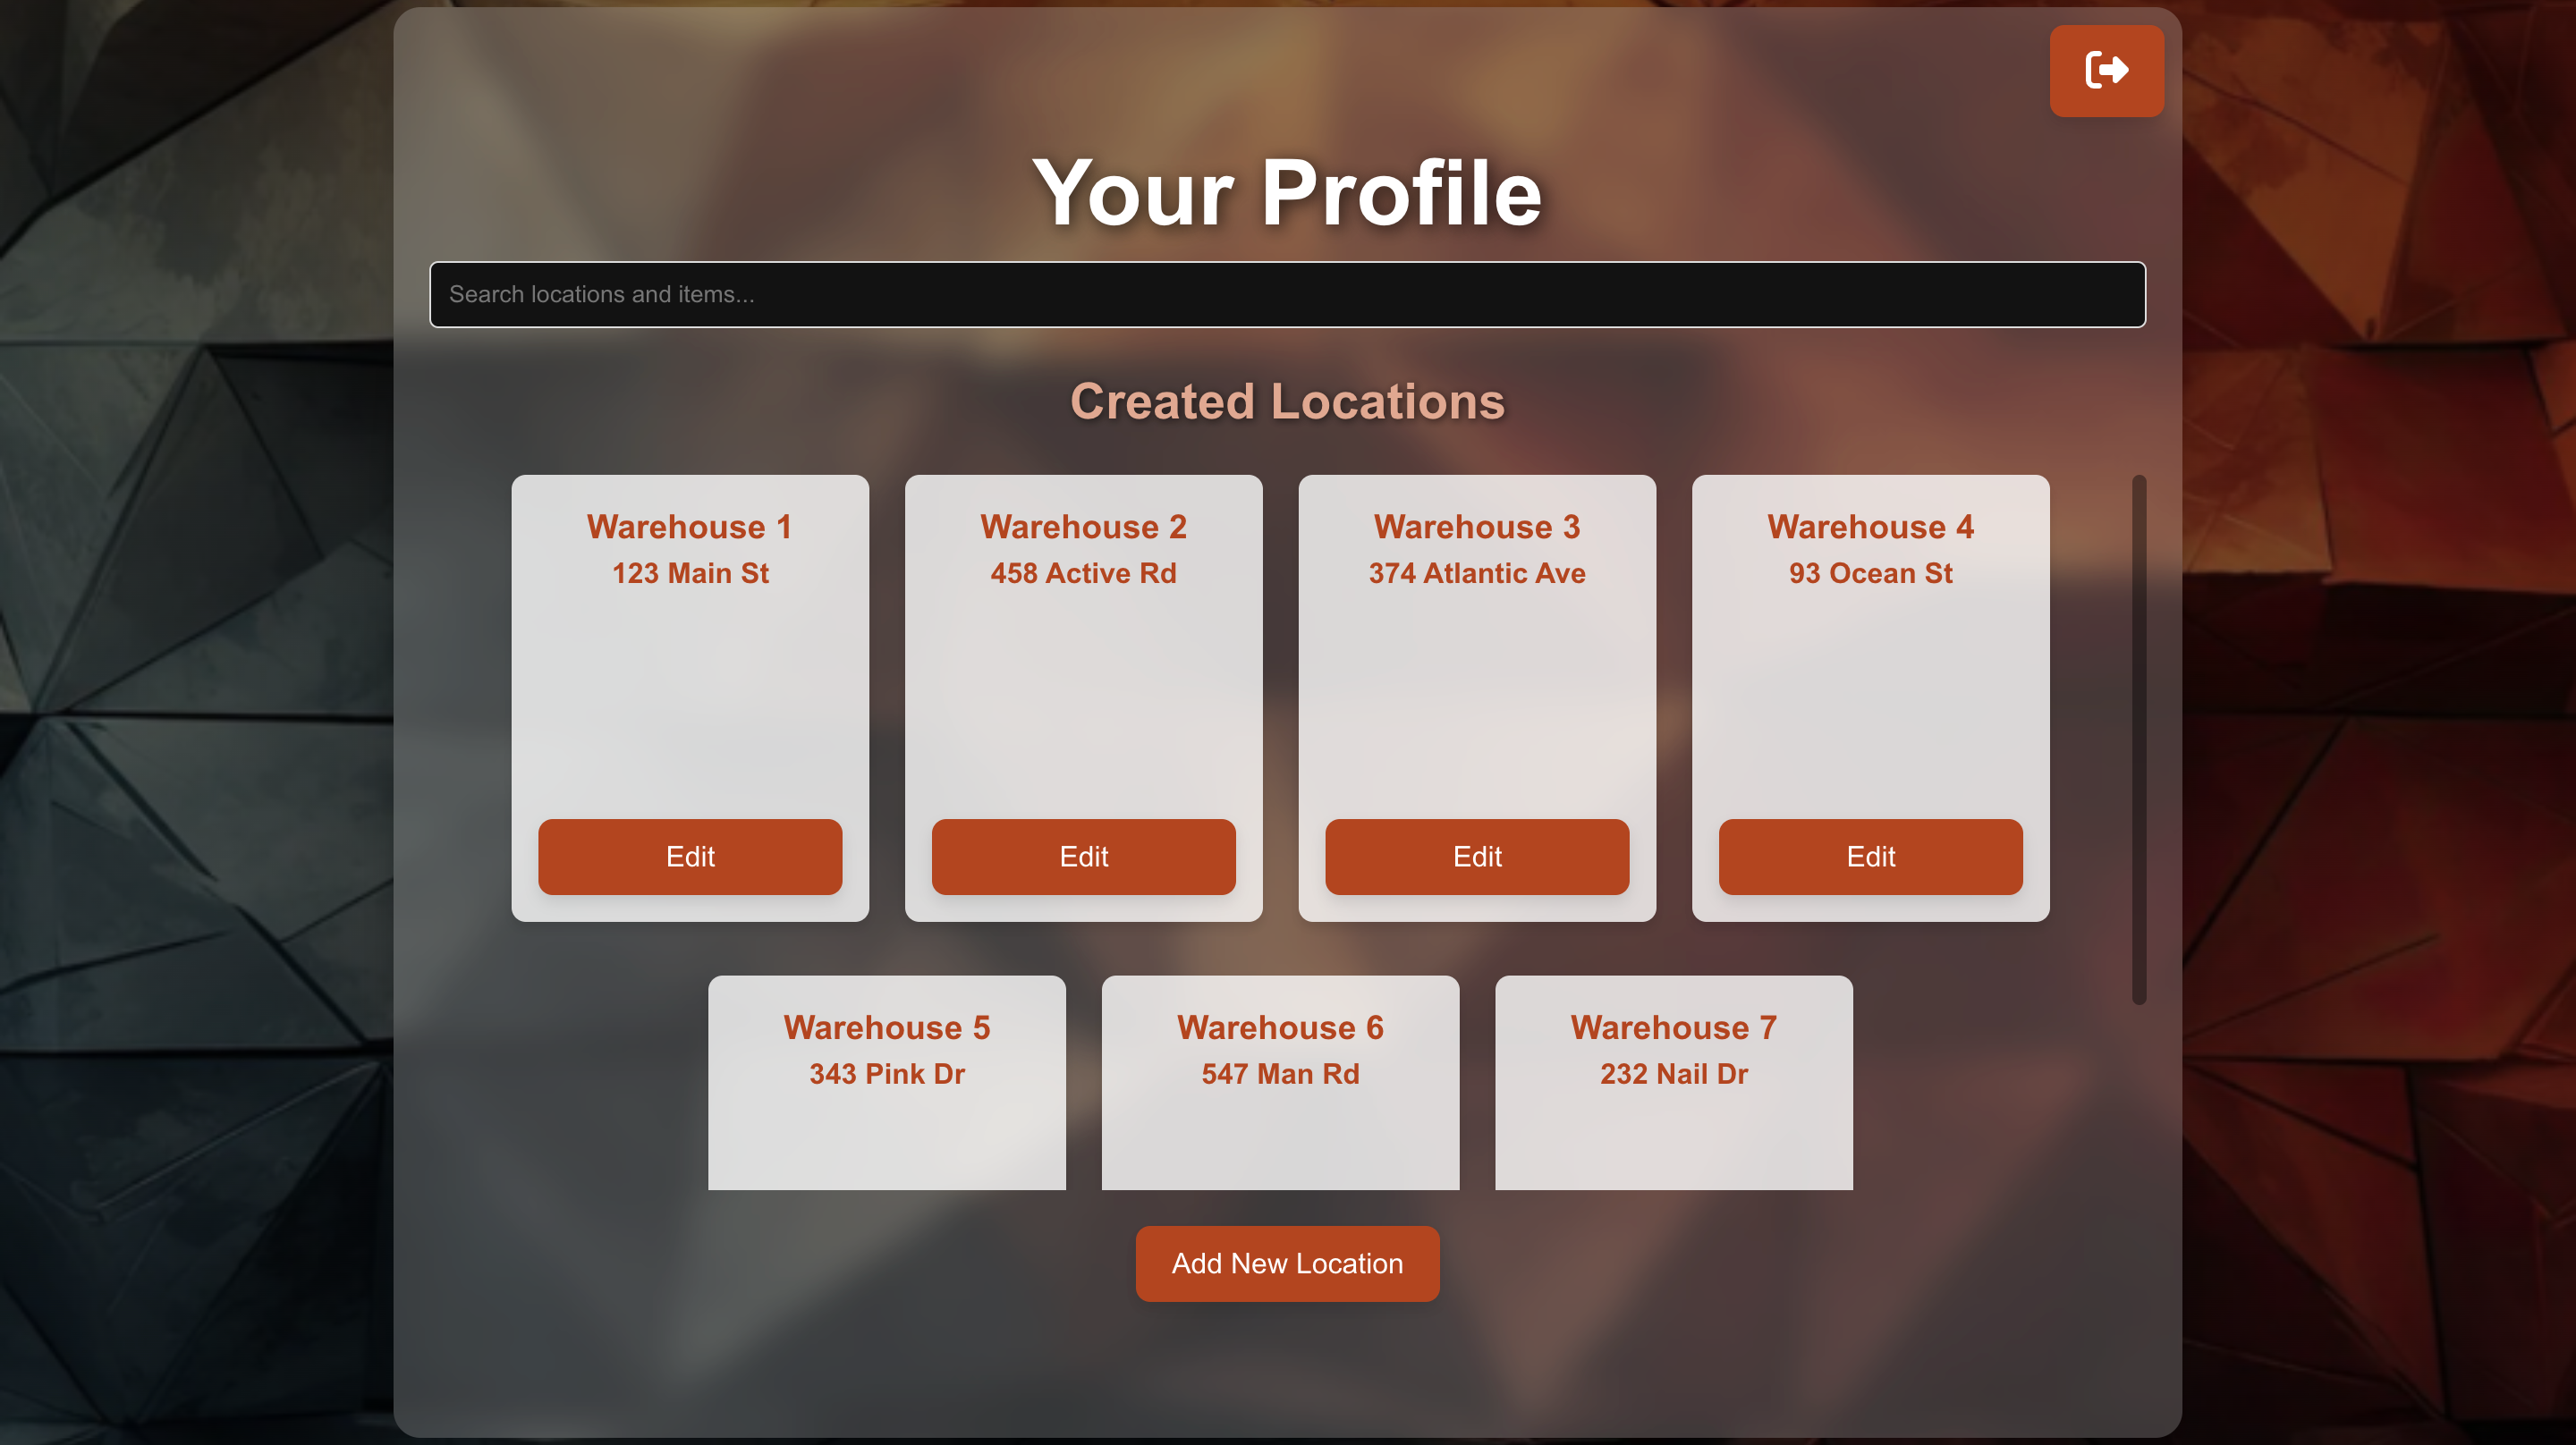 Your Profile
Search locations and items...
Created Locations
Warehouse 1
123 Main St
Edit
Warehouse 2
458 Active Rd
Edit
Warehouse 3
374 Atlantic Ave
Edit
Warehouse 4
93 Ocean St
Edit
Warehouse 5
343 Pink Dr
Warehouse 6
547 Man Rd
Warehouse 7
232 Nail Dr
Add New Location